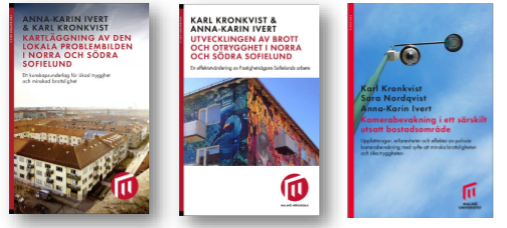 ANNA-KARIN IVERT
& KARL KRONKVIST
KARTLÄGGNING AV DEN
LOKALA PROBLEMBILDEN
I NORRA OCH SÖDRA
SOFIELUND
Ett kunskapsunderlag för ökad trygghet
och minskad brottslighet
KARL KRONKVIST &
ANNA-KARIN IVERT
UTVECKLINGEN AV BROTT
OCH OTRYGGHET I NORRA
OCH SÖDRA SOFIELUND
En effektutvärdering av Fastighetsägare Sofielunds arbete
MALMÖ UNIVERSITET
Karl Kronkvist
Sara Nordqvist
Anna-Karin Ivert
Kamerabevakning i ett särskilt
utsatt bostadsområde
Uppfattningar, erfarenheter och effekter av polisiär
kamerabevakning med syfte att minska brottsligheten
och öka tryggheten
MALMÖ
UNIVERSITET